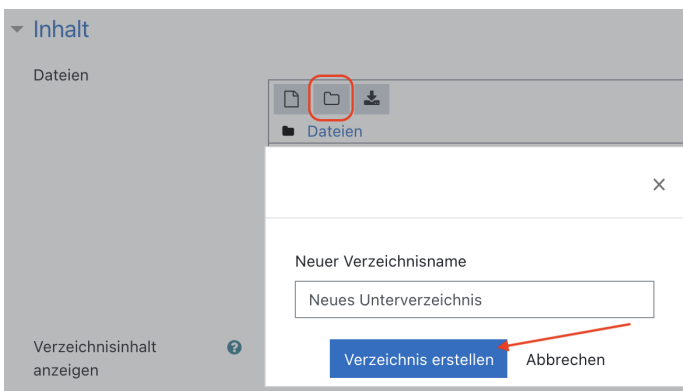 Inhalt
Dateien
Dateien
Neuer Verzeichnisname
Neues Unterverzeichnis
Verzeichnis erstellen Abbrechen
Verzeichnisinhalt
anzeigen